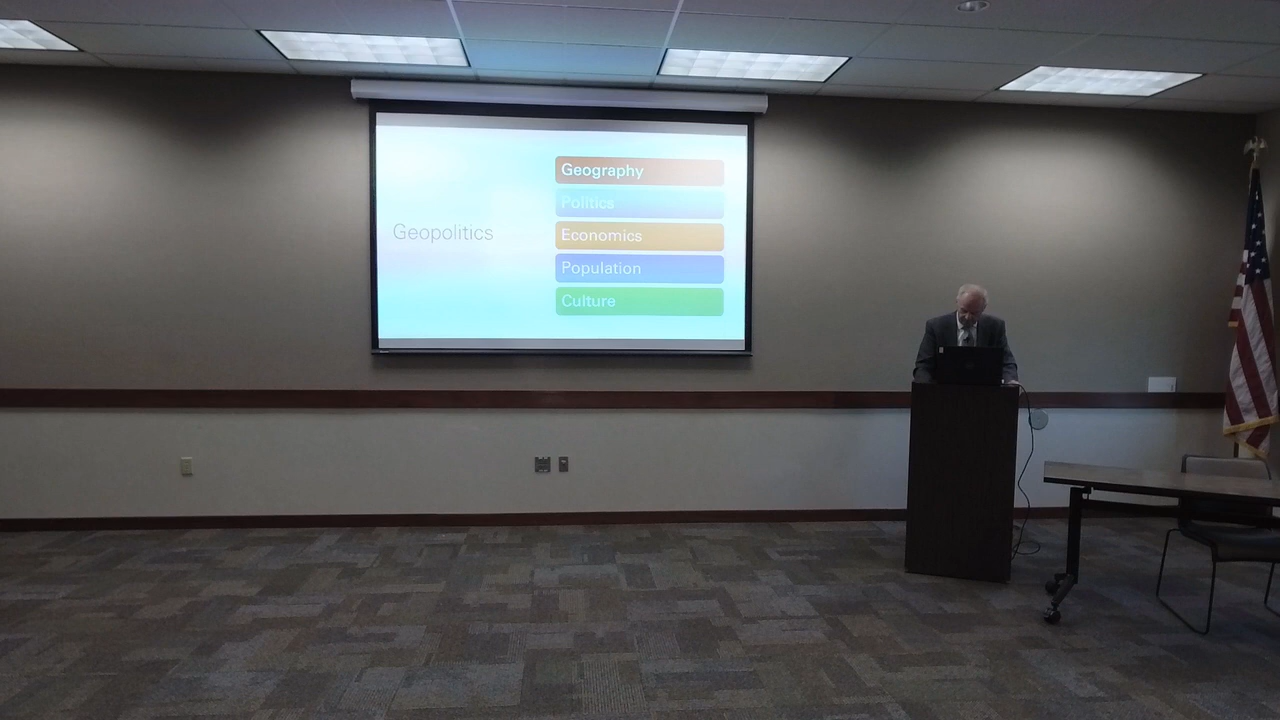 Geopolitics
Geography
Politics
Economics
Population
Culture